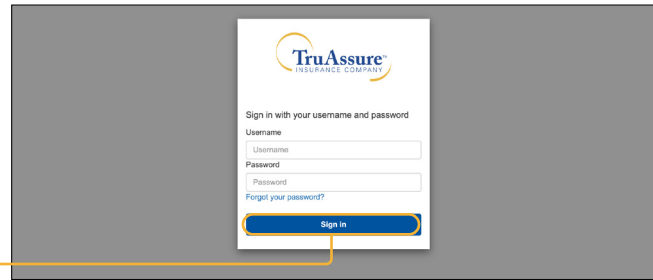 TruAssure™
INSURANCE COMPANY
Sign in with your username and password
Username
Username
Password
Password
Forgot your password?
Sign in